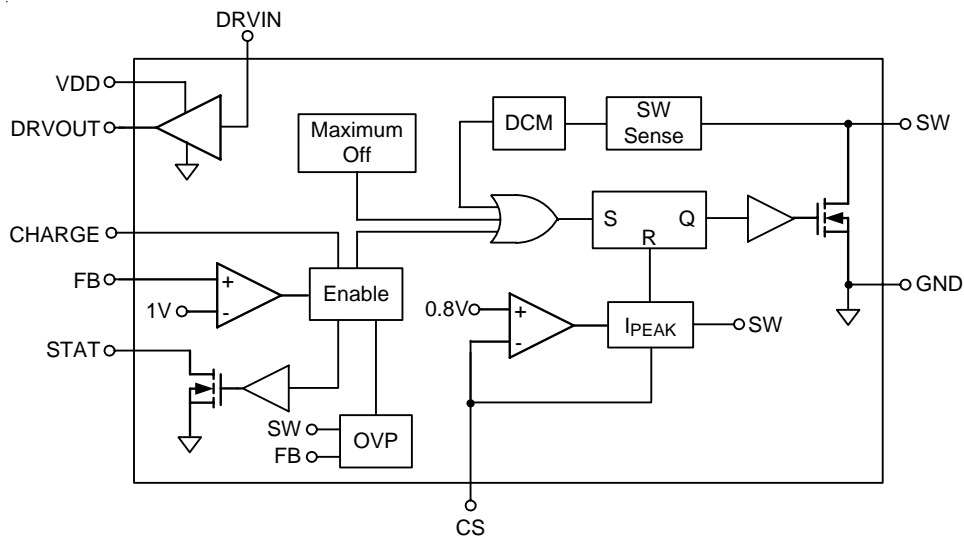 DRVIN
VDD
DRVOUT
Maximum
Off
DCM
SW
Sense
SW
CHARGE
S
Q
R
FB
+
-
1V
Enable
GND
0.8V
+
-
IPEAK
SW
STAT
SW
FB
OVP
CS